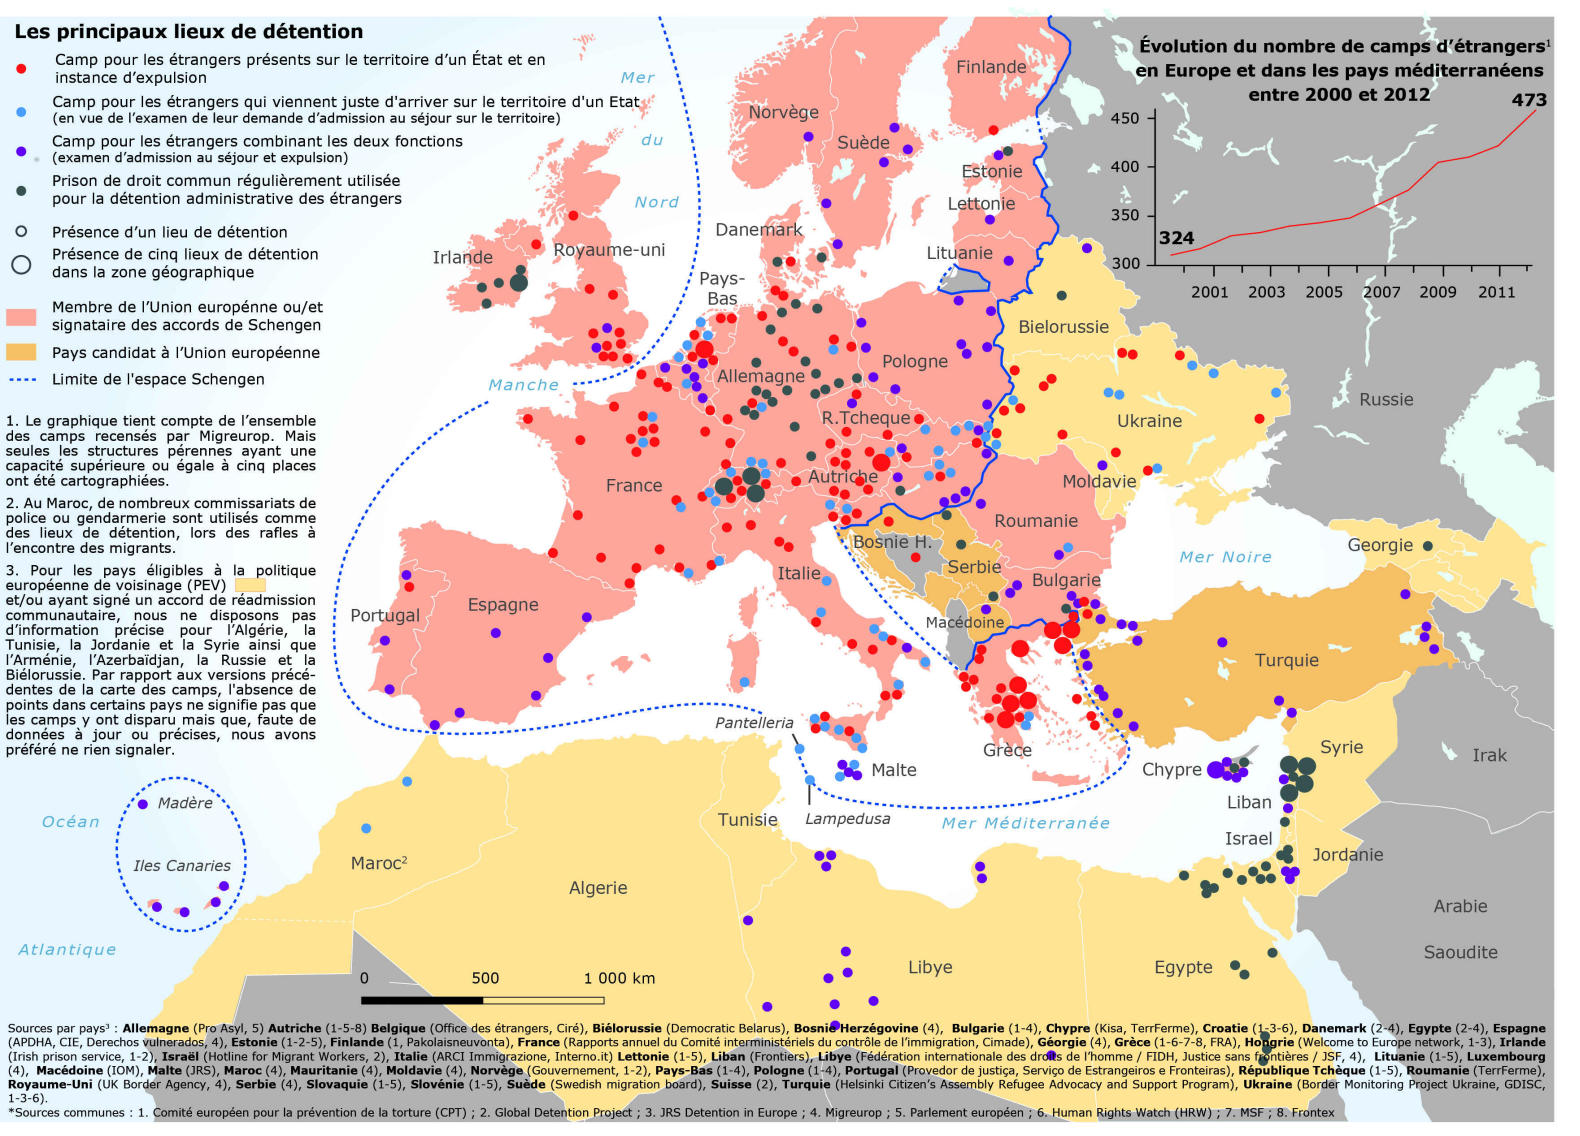 Les principaux lieux de détention
Camp pour les étrangers présents sur le territoire d’un État et en
instance d’expulsion
Camp pour les étrangers qui viennent juste d'arriver sur le territoire d'un Etat
(en vue de l’examen de leur demande d’admission au séjour sur le territoire)
Camp pour les étrangers combinant les deux fonctions
(examen d’admission au séjour et expulsion)
Prison de droit commun régulièrement utilisée
pour la détention administrative des étrangers
Présence d’un lieu de détention
Présence de cinq lieux de détention
dans la zone géographique
Membre de l’Union europénne ou/et
signataire des accords de Schengen
Pays candidat à l’Union européenne
Limite de l'espace Schengen
1. Le graphique tient compte de l’ensemble
des camps recensés par Migreurop. Mais
seules les structures pérennes ayant une
capacité supérieure ou égale à cinq places
ont été cartographiées.
2. Au Maroc, de nombreux commissariats de
police ou gendarmerie sont utilisés comme
des lieux de détention, lors des rafles à
l’encontre des migrants.
3. Pour les pays éligibles à la politique
européenne de voisinage (PEV)
et/ou ayant signé un accord de réadmission
communautaire, nous ne disposons pas
d’information précise pour l’Algérie, la
Tunisie, la Jordanie et la Syrie ainsi que
l’Arménie, l’Azerbaïdjan, la Russie et la
Biélorussie. Par rapport aux versions précé-
dentes de la carte des camps, l'absence de
points dans certains pays ne signifie pas que
les camps y ont disparu mais que, faute de
données à jour ou précises, nous avons
préféré ne rien signaler.
Évolution du nombre de camps d’étrangers¹
en Europe et dans les pays méditerranéens
entre 2000 et 2012
473
450
400
350
324
300
2001 2003 2005 2007 2009 2011
Mer
du
Nord
Manche
Océan
Atlantique
Mer Noire
Mer Méditerranée
Finlande
Norvège
Suède
Estonie
Lettonie
Lituanie
Danemark
Irlande
Royaume-uni
Pays-
Bas
Bielorussie
Pologne
Allemagne
R.Tcheque
Ukraine
Russie
France
Autriche
Moldavie
Roumanie
Bosnie H.
Serbie
Italie
Bulgarie
Macédoine
Georgie
Portugal
Espagne
Turquie
Pantelleria
Grèce
Malte
Lampedusa
Chypre
Syrie
Irak
Liban
Israel
Jordanie
Madère
Iles Canaries
Maroc²
Algerie
Tunisie
Libye
Egypte
Arabie
Saoudite
0 500 1 000 km
Sources par pays³ : Allemagne (Pro Asyl, 5) Autriche (1-5-8) Belgique (Office des étrangers, Ciré), Biélorussie (Democratic Belarus), Bosnie Herzégovine (4), Bulgarie (1-4), Chypre (Kisa, TerrFerme), Croatie (1-3-6), Danemark (2-4), Egypte (2-4), Espagne
(APDHA, CIE, Derechos vulnerados, 4), Estonie (1-2-5), Finlande (1, Pakolaisneuvonta), France (Rapports annuel du Comité interministériels du contrôle de l’immigration, Cimade), Géorgie (4), Grèce (1-6-7-8, FRA), Hongrie (Welcome to Europe network, 1-3), Irlande
(Irish prison service, 1-2), Israël (Hotline for Migrant Workers, 2), Italie (ARCI Immigrazione, Interno.it) Lettonie (1-5), Liban (Frontiers), Libye (Fédération internationale des droits de l’homme / FIDH, Justice sans frontières / JSF, 4), Lituanie (1-5), Luxembourg
(4), Macédoine (IOM), Malte (JRS), Maroc (4), Mauritanie (4), Moldavie (4), Norvège (Gouvernement, 1-2), Pays-Bas (1-4), Pologne (1-4), Portugal (Provedor de justiça, Serviço de Estrangeiros e Fronteiras), République Tchèque (1-5), Roumanie (TerrFerme),
Royaume-Uni (UK Border Agency, 4), Serbie (4), Slovaquie (1-5), Slovénie (1-5), Suède (Swedish migration board), Suisse (2), Turquie (Helsinki Citizen’s Assembly Refugee Advocacy and Support Program), Ukraine (Border Monitoring Project Ukraine, GDISC,
1-3-6).
*Sources communes : 1. Comité européen pour la prévention de la torture (CPT) ; 2. Global Detention Project ; 3. JRS Detention in Europe ; 4. Migreurop ; 5. Parlement européen ; 6. Human Rights Watch (HRW) ; 7. MSF ; 8. Frontex